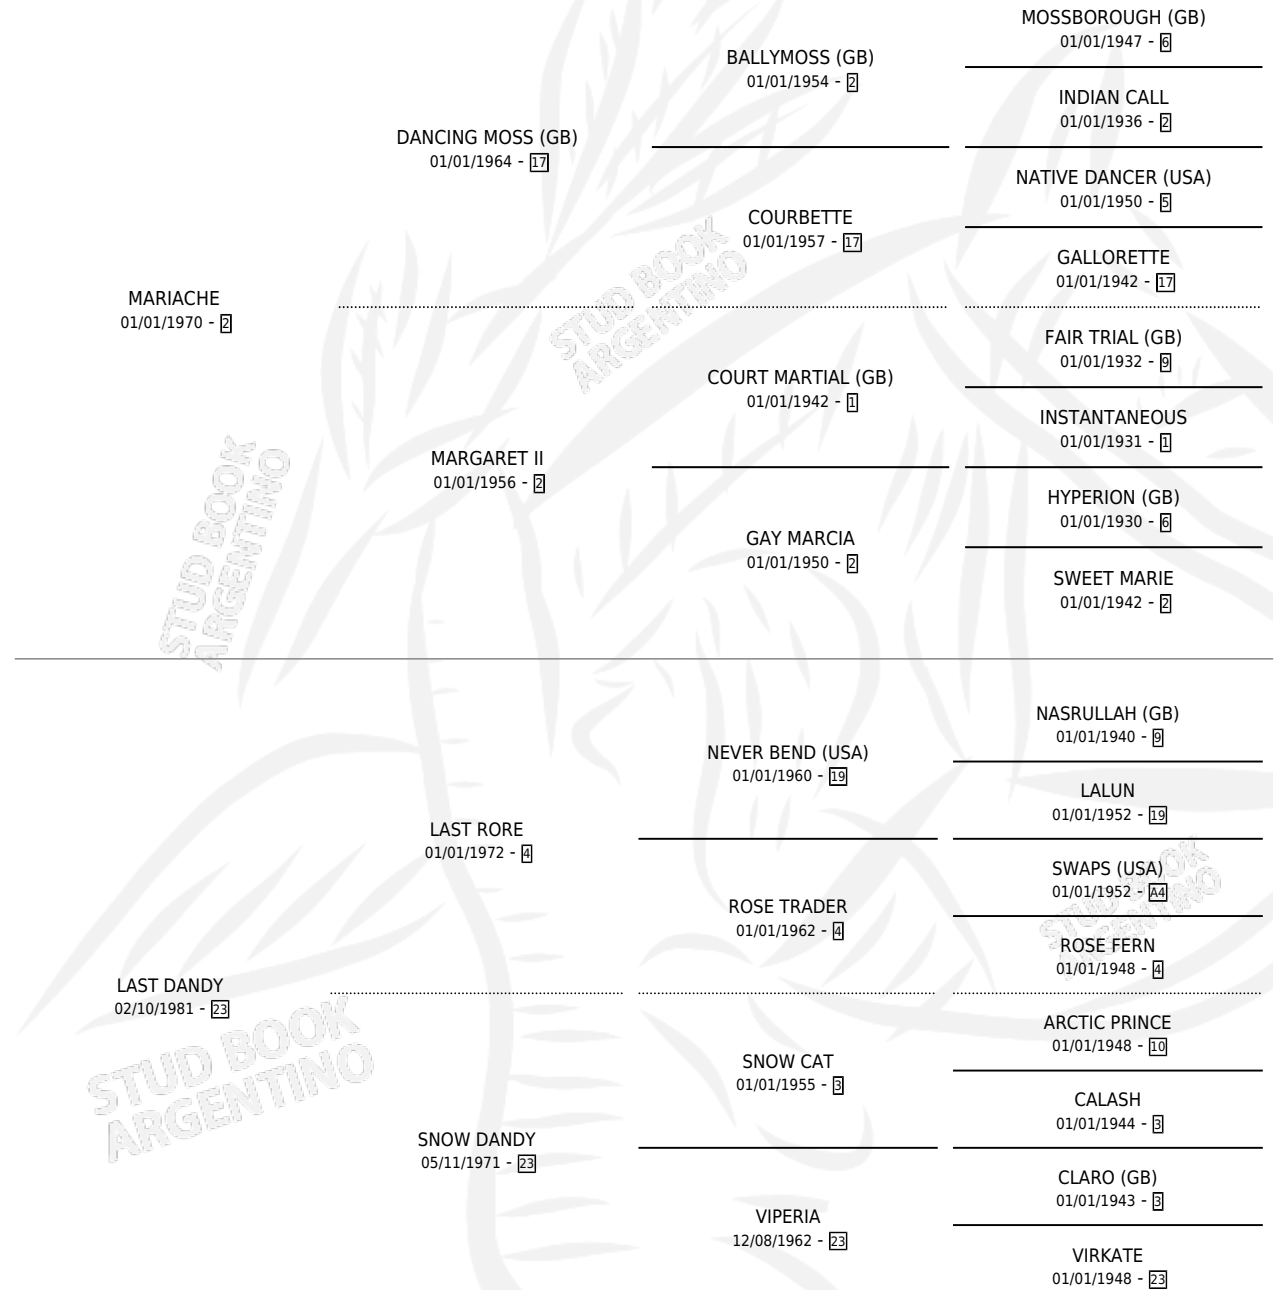 MOSSBOROUGH (GB)
01/01/1947 - 6
BALLYMOSS (GB)
01/01/1954 - 2
INDIAN CALL
01/01/1936 - 2
DANCING MOSS (GB)
01/01/1964 - 17
NATIVE DANCER (USA)
01/01/1950 - 5
COURBETTE
01/01/1957 - 17
GALLORETTE
01/01/1942 - 17
MARIACHE
01/01/1970 - 2
FAIR TRIAL (GB)
01/01/1932 - 9
COURT MARTIAL (GB)
01/01/1942 - 1
INSTANTANEOUS
01/01/1931 - 1
MARGARET II
01/01/1956 - 2
HYPERION (GB)
01/01/1930 - 6
GAY MARCIA
01/01/1950 - 2
SWEET MARIE
01/01/1942 - 2
STUD BOOK
ARGENTINO
STUD BOOK
ARGENTINO
NASRULLAH (GB)
01/01/1940 - 9
NEVER BEND (USA)
01/01/1960 - 19
LALUN
01/01/1952 - 19
LAST RORE
01/01/1972 - 4
SWAPS (USA)
01/01/1952 - A4
ROSE TRADER
01/01/1962 - 4
ROSE FERN
01/01/1948 - 4
LAST DANDY
02/10/1981 - 23
ARCTIC PRINCE
01/01/1948 - 10
SNOW CAT
01/01/1955 - 3
CALASH
01/01/1944 - 3
SNOW DANDY
05/11/1971 - 23
CLARO (GB)
01/01/1943 - 3
VIPERIA
12/08/1962 - 23
VIRKATE
01/01/1948 - 23
STUD BOOK
ARGENTINO
STUD BOOK
ARGENTINO